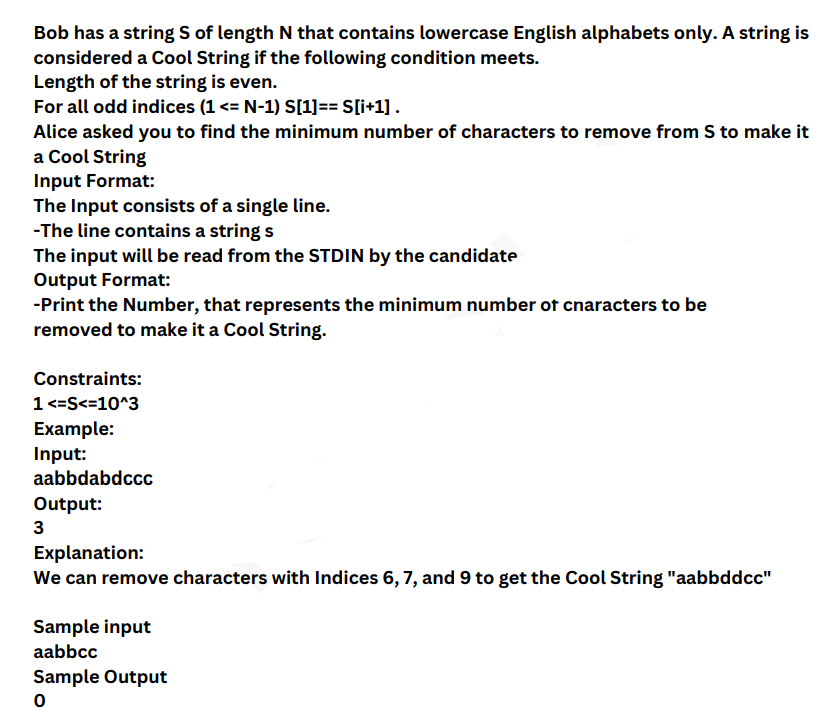 Bob has a string S of length N that contains lowercase English alphabets only. A string is
considered a Cool String if the following condition meets.
Length of the string is even.
For all odd indices (1 <= N-1) S[1]== S[i+1] .
Alice asked you to find the minimum number of characters to remove from S to make it
a Cool String
Input Format:
The Input consists of a single line.
-The line contains a string s
The input will be read from the STDIN by the candidate
Output Format:
-Print the Number, that represents the minimum number of characters to be
removed to make it a Cool String.
Constraints:
1 <=S<=10^3
Example:
Input:
aabbdabdccc
Output:
3
Explanation:
We can remove characters with Indices 6, 7, and 9 to get the Cool String "aabbddcc"
Sample input
aabbcc
Sample Output
0